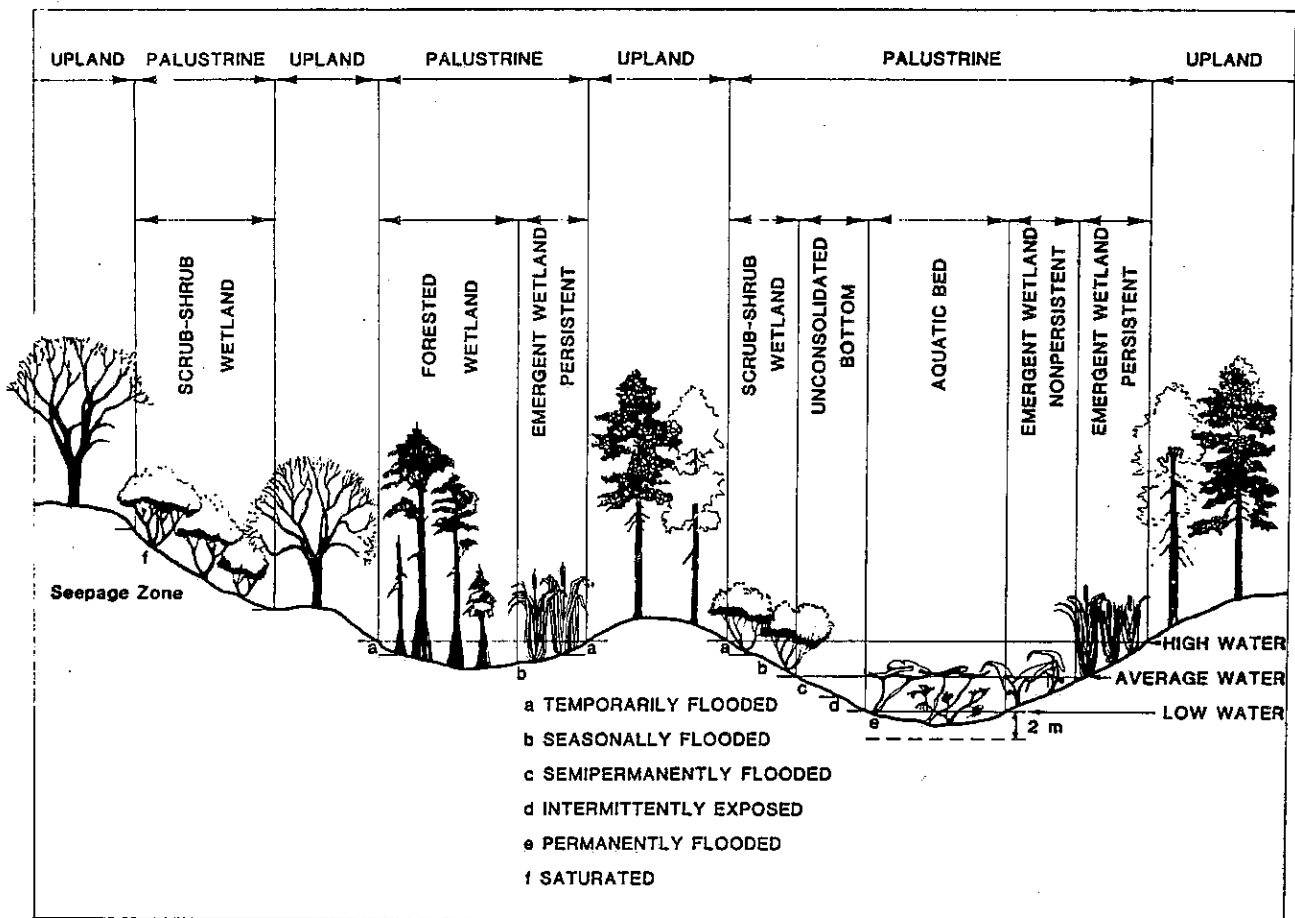 UPLAND PALUSTRINE UPLAND PALUSTRINE UPLAND PALUSTRINE UPLAND
SCRUB-SHRUB
WETLAND
FORESTED
WETLAND
EMERGENT WETLAND
PERSISTENT
SCRUB-SHRUB
WETLAND
UNCONSOLIDATED
BOTTOM
AQUATIC BED
EMERGENT WETLAND
NONPERSISTENT
EMERGENT WETLAND
PERSISTENT
f
Seepage Zone
a
b
a
a
b
c
d
e
HIGH WATER
AVERAGE WATER
LOW WATER
2 m
a TEMPORARILY FLOODED
b SEASONALLY FLOODED
c SEMIPERMANENTLY FLOODED
d INTERMITTENTLY EXPOSED
e PERMANENTLY FLOODED
f SATURATED